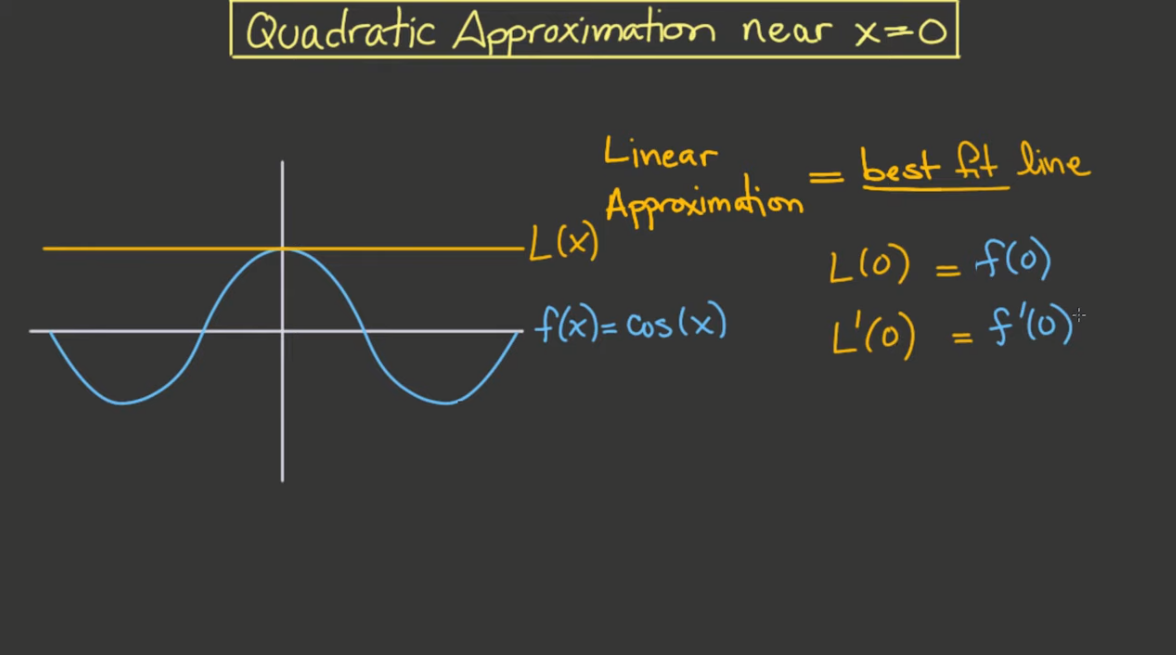 Quadratic Approximation near x=0
Linear
Approximation = best fit line
L(x)
L(0) = f(0)
f(x)= cos(x)
L'(0) = f'(0)